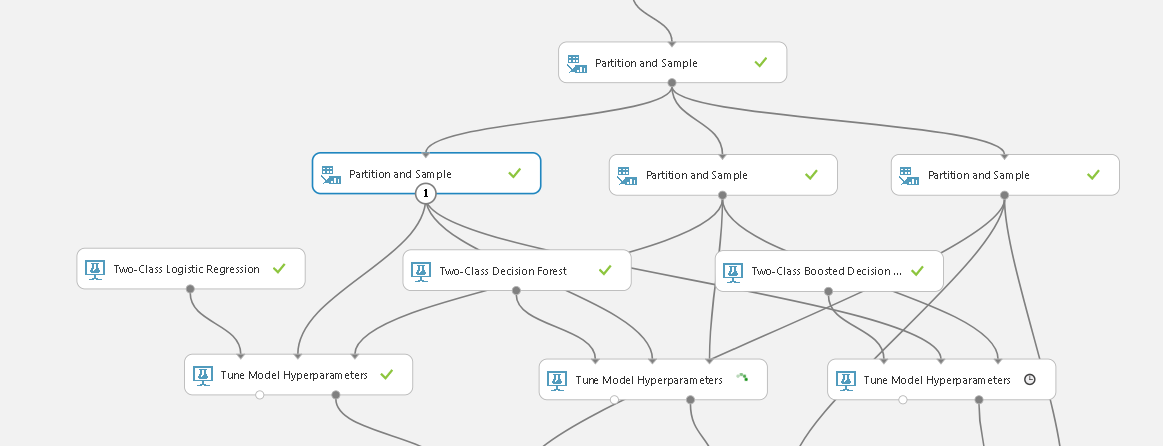 Partition and Sample
Partition and Sample
1
Partition and Sample
Partition and Sample
Two-Class Logistic Regression
Two-Class Decision Forest
Two-Class Boosted Decision ...
Tune Model Hyperparameters
Tune Model Hyperparameters
Tune Model Hyperparameters